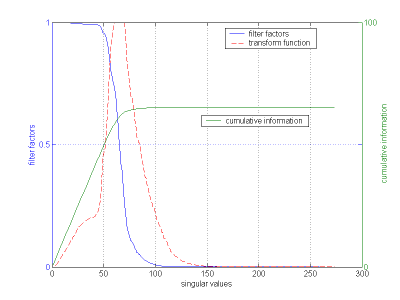 1
100
filter factors
transform function
cumulative information
filter factors
0.5
cumulative information
0
0
0
50
100
150
200
250
300
singular values